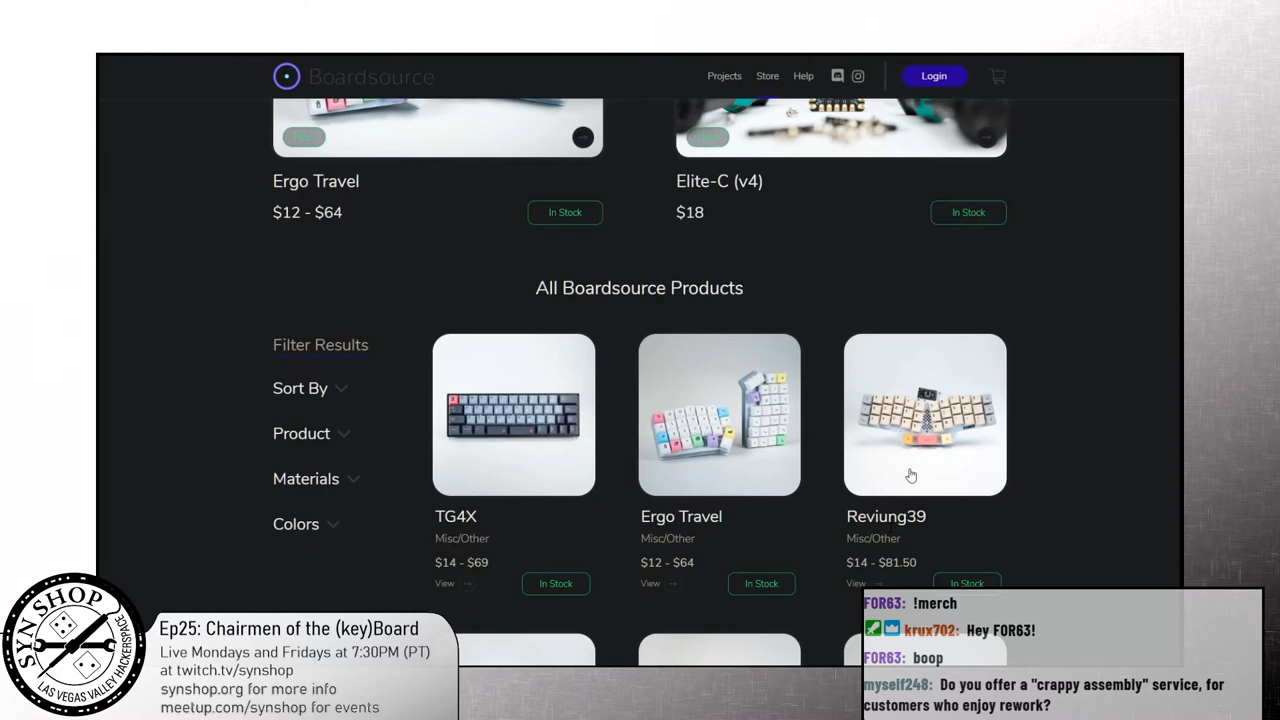 Boardsource
Projects Store Help Login
Ergo Travel
$12 - $64 In Stock
Elite-C (v4)
$18 In Stock
All Boardsource Products
Filter Results
Sort By
Product
Materials
Colors
TG4X
Misc/Other
$14 - $69
View → In Stock
Ergo Travel
Misc/Other
$12 - $64
View → In Stock
Reviung39
Misc/Other
$14 - $81.50
View → In Stock
SYN SHOP
LAS VEGAS VALLEY HACKERSPACE
Ep25: Chairmen of the (key)Board
Live Mondays and Fridays at 7:30PM (PT)
at twitch.tv/synshop
synshop.org for more info
meetup.com/synshop for events
FOR63: !merch
krux702: Hey FOR63!
FOR63: boop
myself248: Do you offer a "crappy assembly" service, for
customers who enjoy rework?